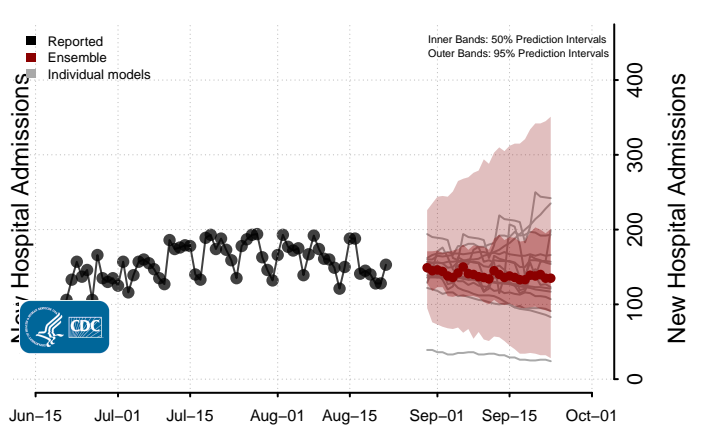 Reported
Ensemble
Individual models
Inner Bands: 50% Prediction Intervals
Outer Bands: 95% Prediction Intervals
New Hospital Admissions
400
300
200
100
0
New Hospital Admissions
CDC
Jun–15
Jul–01
Jul–15
Aug–01
Aug–15
Sep–01
Sep–15
Oct–01